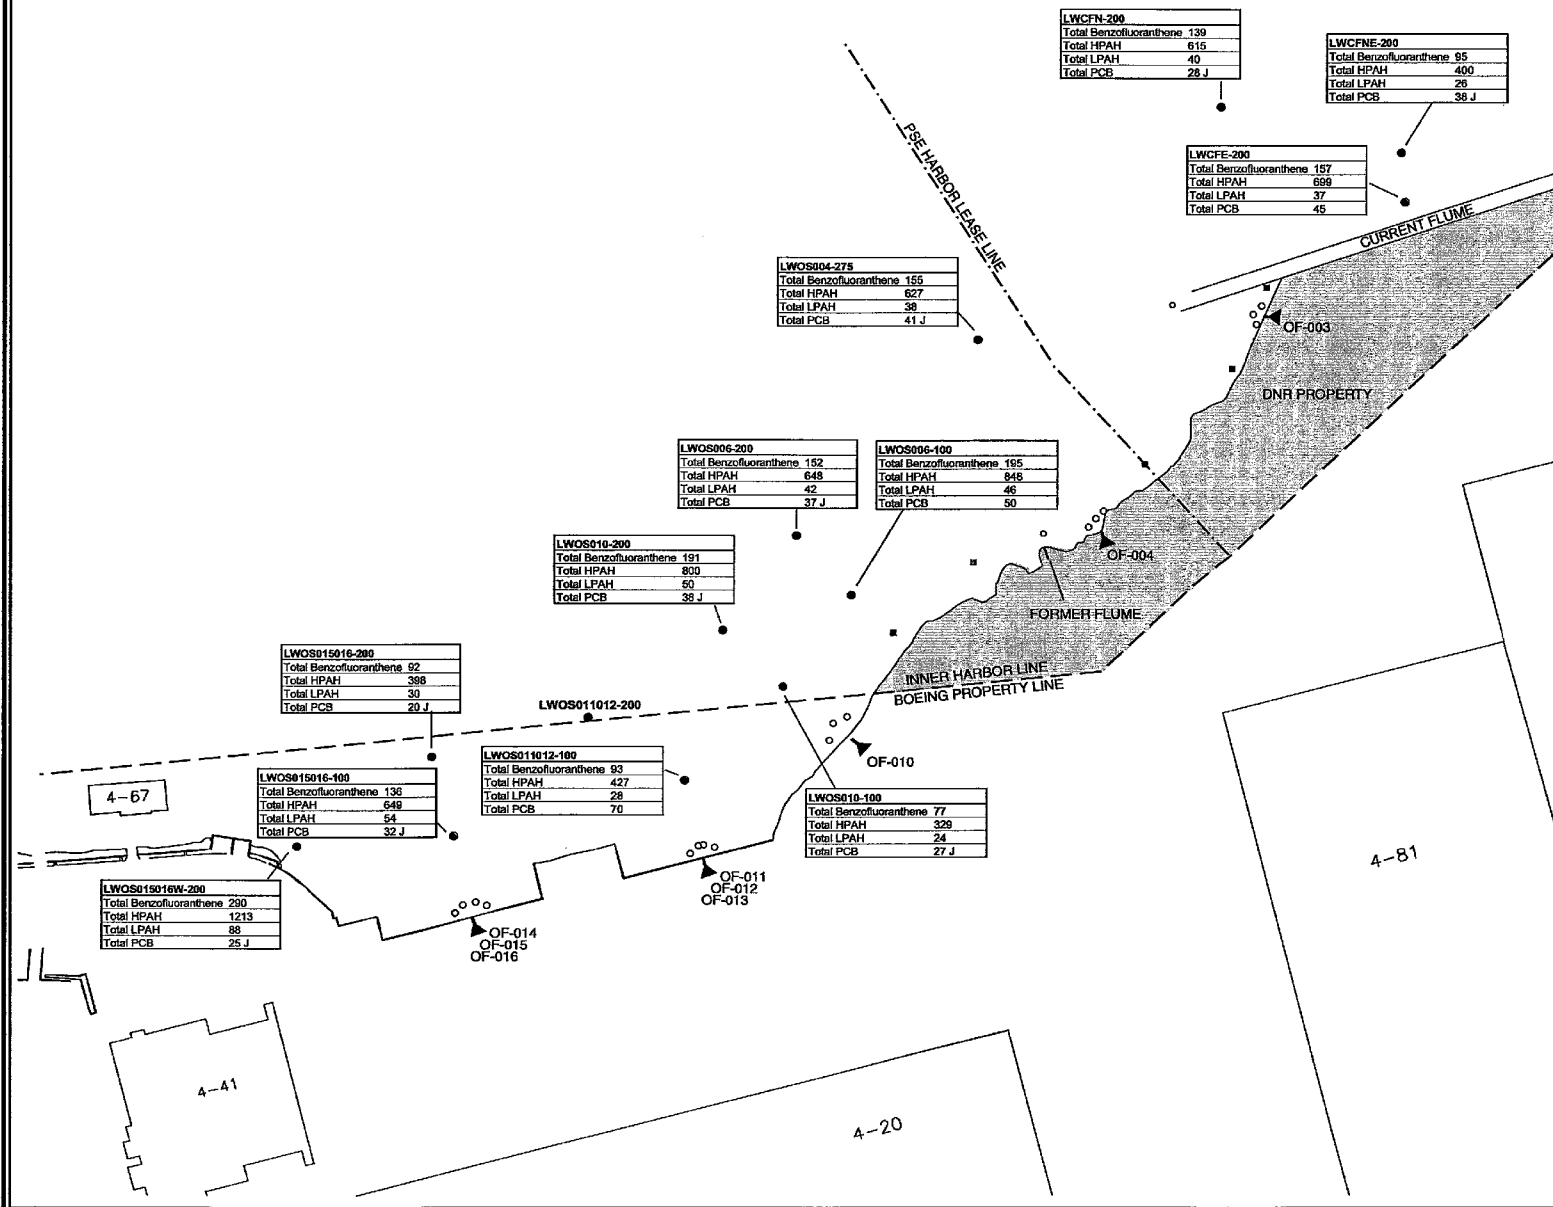 LWCFN-200
Total Benzofluoranthene 139
Total HPAH 615
Total LPAH 40
Total PCB 28 J
LWCFNE-200
Total Benzofluoranthene 95
Total HPAH 400
Total LPAH 26
Total PCB 38 J
LWCFE-200
Total Benzofluoranthene 157
Total HPAH 699
Total LPAH 37
Total PCB 45
PSE HARBOR LEASE LINE
CURRENT FLUME
LWOS004-275
Total Benzofluoranthene 155
Total HPAH 627
Total LPAH 38
Total PCB 41 J
OF-003
DNR PROPERTY
LWOS006-200
Total Benzofluoranthene 152
Total HPAH 648
Total LPAH 42
Total PCB 37 J
LWOS006-100
Total Benzofluoranthene 195
Total HPAH 848
Total LPAH 46
Total PCB 50
LWOS010-200
Total Benzofluoranthene 191
Total HPAH 800
Total LPAH 50
Total PCB 38 J
OF-004
FORMER FLUME
LWOS015016-200
Total Benzofluoranthene 92
Total HPAH 398
Total LPAH 30
Total PCB 20 J
INNER HARBOR LINE
BOEING PROPERTY LINE
LWOS011012-200
LWOS011012-100
Total Benzofluoranthene 93
Total HPAH 427
Total LPAH 28
Total PCB 70
OF-010
LWOS015016-100
Total Benzofluoranthene 136
Total HPAH 649
Total LPAH 54
Total PCB 32 J
4-67
LWOS010-100
Total Benzofluoranthene 77
Total HPAH 329
Total LPAH 24
Total PCB 27 J
4-81
LWOS015016W-200
Total Benzofluoranthene 290
Total HPAH 1213
Total LPAH 88
Total PCB 25 J
OF-011
OF-012
OF-013
OF-014
OF-015
OF-016
4-41
4-20